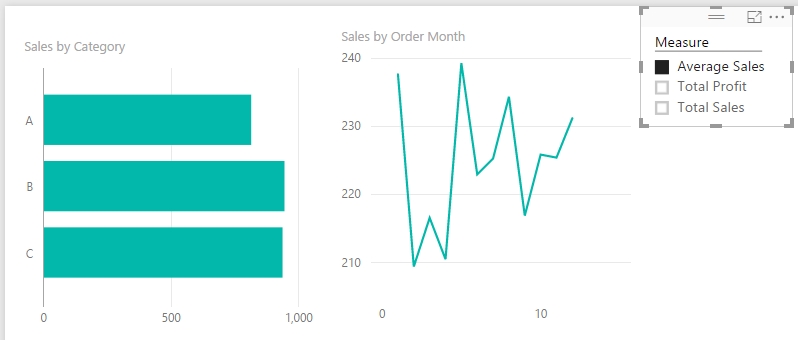 Sales by Category
A
B
C
0 500 1,000
Sales by Order Month
240
230
220
210
0 10
Measure
Average Sales
Total Profit
Total Sales